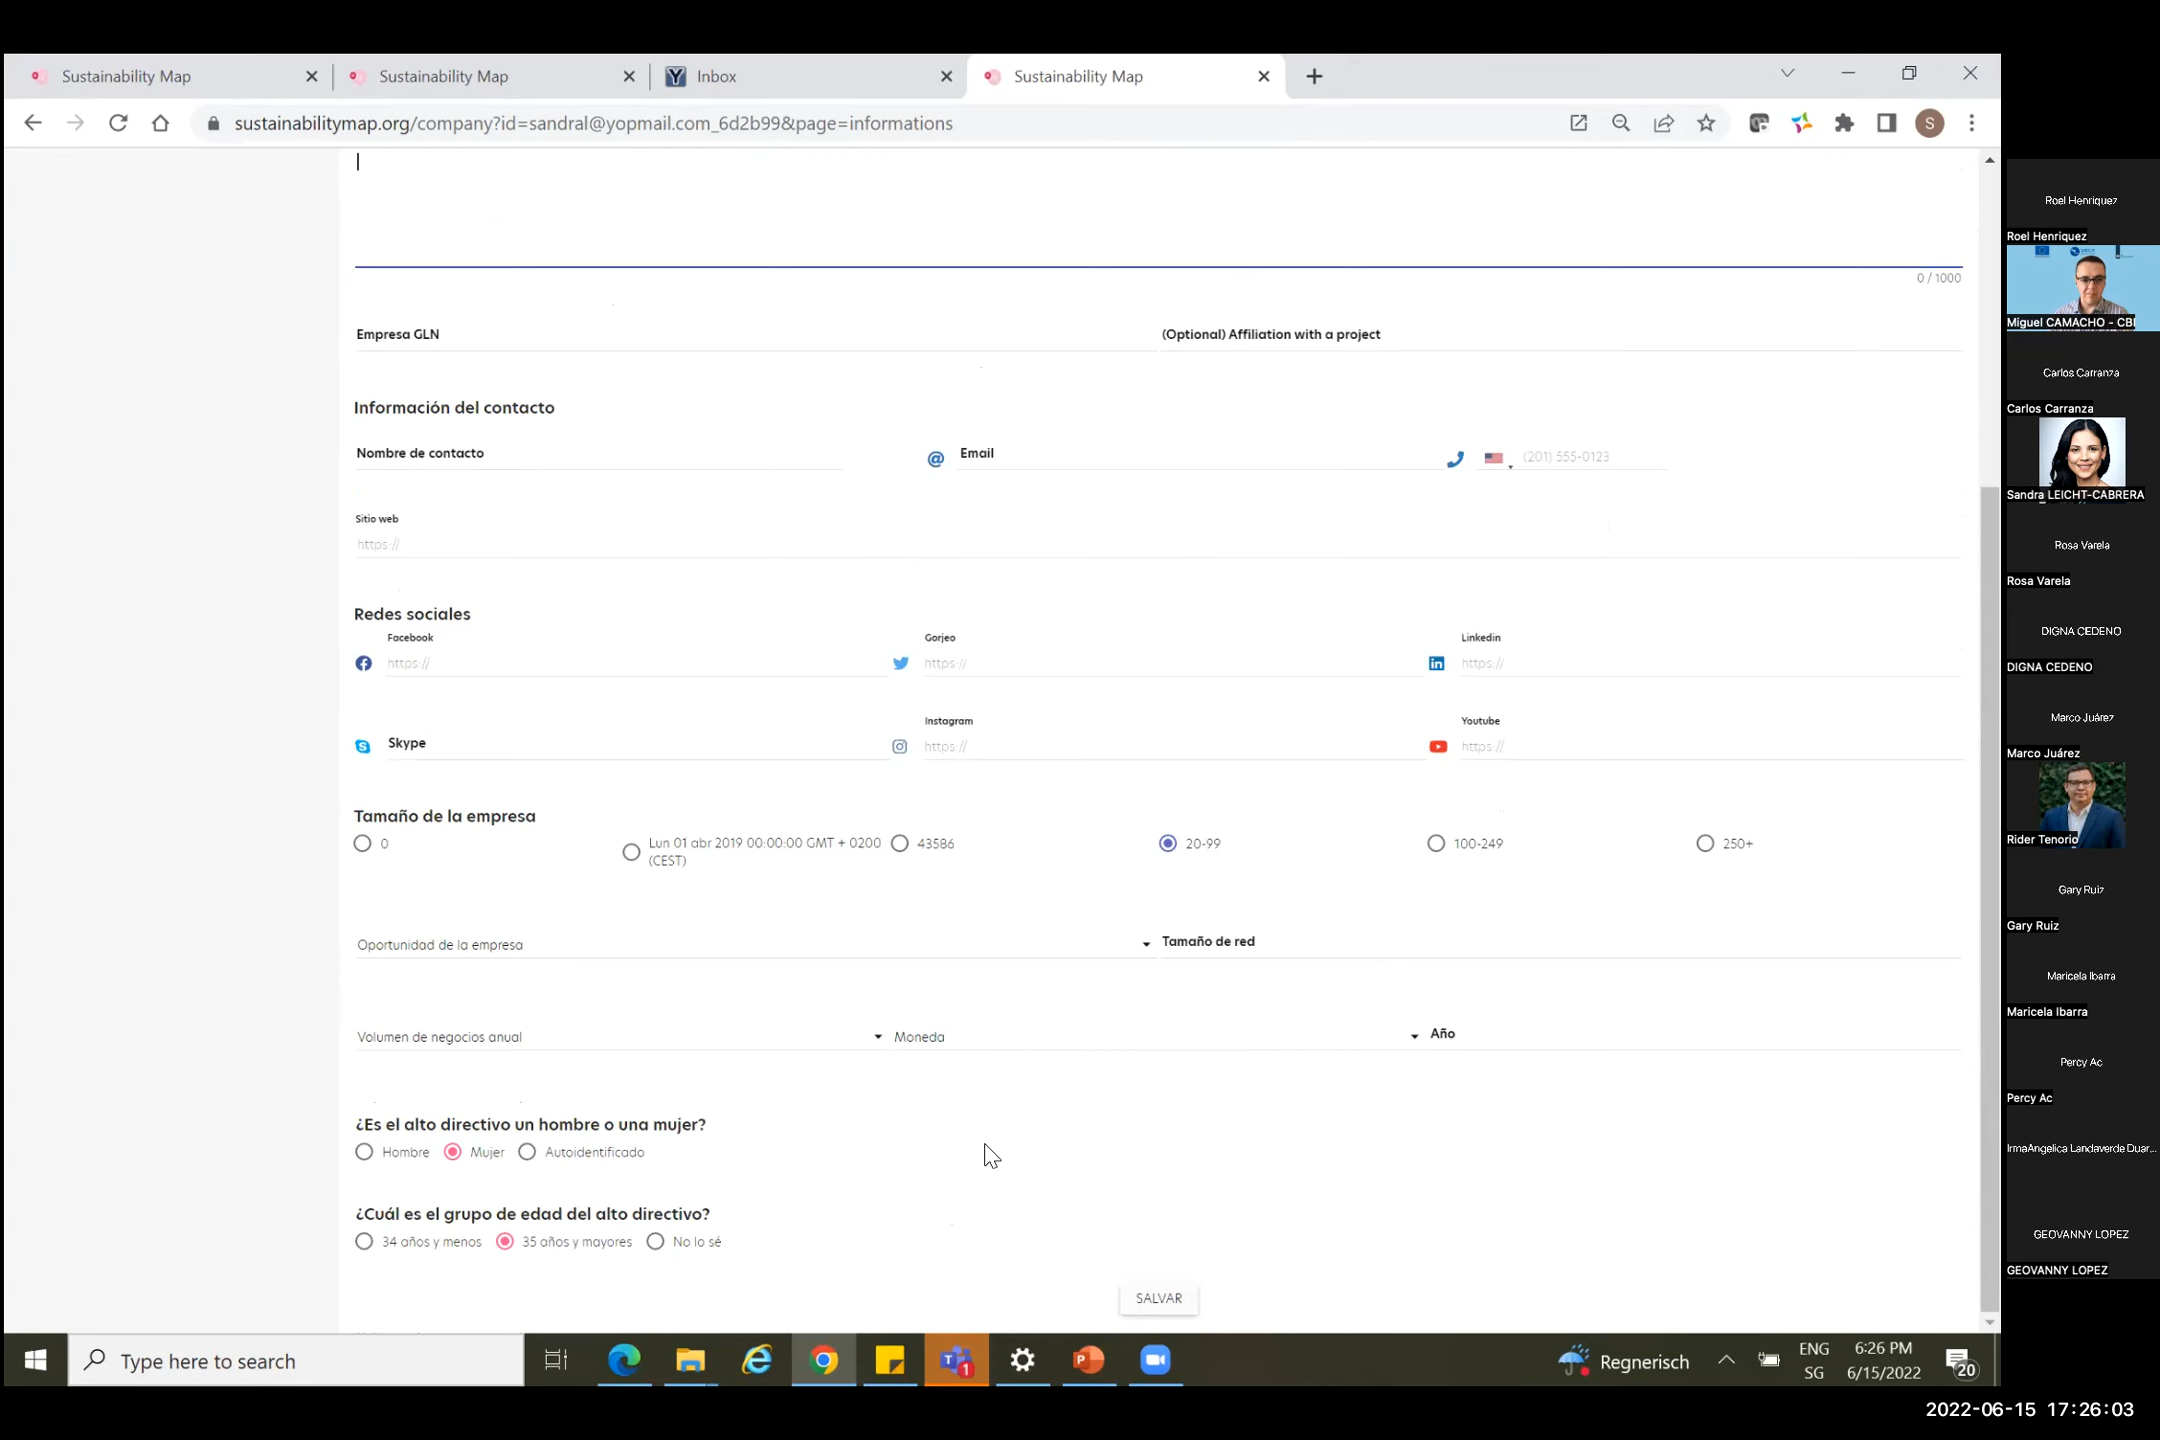 Sustainability Map
Sustainability Map
Inbox
Sustainability Map
sustainabilitymap.org/company?id=sandral@yopmail.com_6d2b99&page=informations
S
0 / 1000
Empresa GLN
(Optional) Affiliation with a project
Información del contacto
Nombre de contacto
@ Email
(201) 555-0123
Sitio web
https://
Redes sociales
Facebook
Gorjeo
Linkedin
https://
https://
https://
Skype
Instagram
Youtube
https://
https://
Tamaño de la empresa
0
Lun 01 abr 2019 00:00:00 GMT + 0200
(CEST)
43586
20-99
100-249
250+
Oportunidad de la empresa
Tamaño de red
Volumen de negocios anual
Moneda
Año
¿Es el alto directivo un hombre o una mujer?
Hombre
Mujer
Autoidentificado
¿Cuál es el grupo de edad del alto directivo?
34 años y menos
35 años y mayores
No lo sé
SALVAR
Type here to search
1
Regnerisch
ENG
SG
6:26 PM
6/15/2022
20
Roel Henriquez
Roel Henriquez
Miguel CAMACHO - CBI
Carlos Carranza
Carlos Carranza
Sandra LEICHT-CABRERA
Rosa Varela
Rosa Varela
DIGNA CEDENO
DIGNA CEDENO
Marco Juárez
Marco Juárez
Rider Tenorio
Gary Ruiz
Gary Ruiz
Maricela Ibarra
Maricela Ibarra
Percy Ac
Percy Ac
IrmaAngelica Landaverde Duar...
GEOVANNY LOPEZ
GEOVANNY LOPEZ
2022-06-15 17:26:03